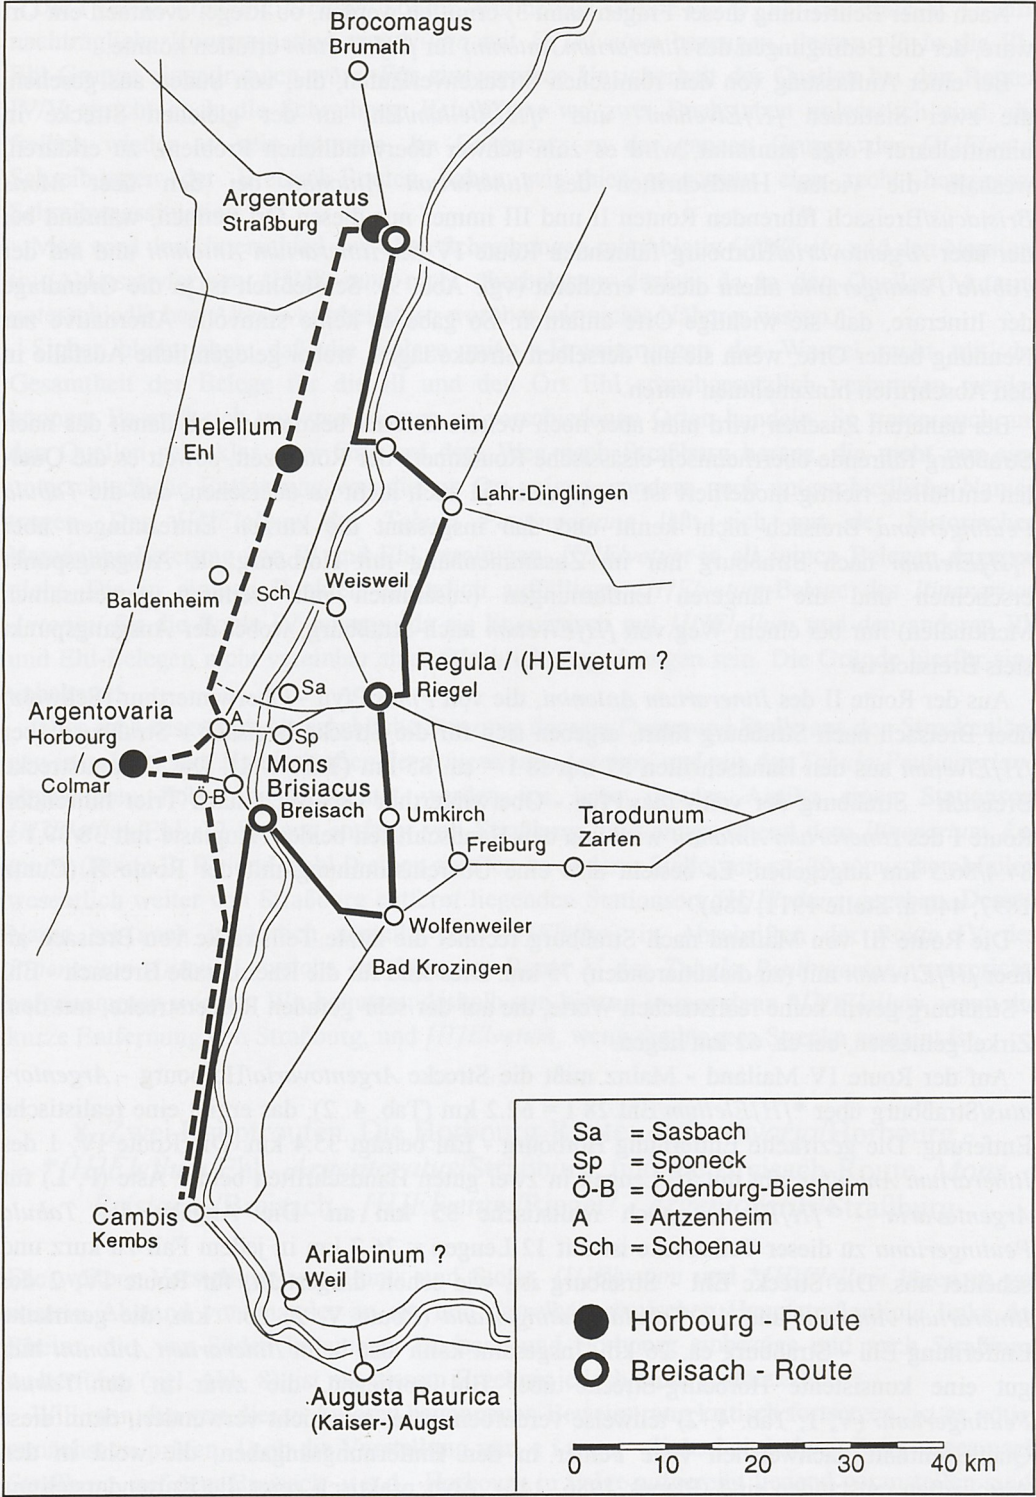 Brocomagus
Brumath
Argentoratus
Straßburg
Ottenheim
Helellum
Ehl
Lahr-Dinglingen
Baldenheim
Sch
Weisweil
Regula / (H)Elvetum ?
Riegel
Argentovaria
Horbourg
Sa
A
Sp
Colmar
Ö-B
Mons
Brisiacus
Breisach
Umkirch
Tarodunum
Zarten
Freiburg
Wolfenweiler
Bad Krozingen
Cambis
Kembs
Arialbinum ?
Weil
Augusta Raurica
(Kaiser-) Augst
Sa = Sasbach
Sp = Sponeck
Ö-B = Ödenburg-Biesheim
A = Artzenheim
Sch = Schoenau
Horbourg - Route
Breisach - Route
0 10 20 30 40 km